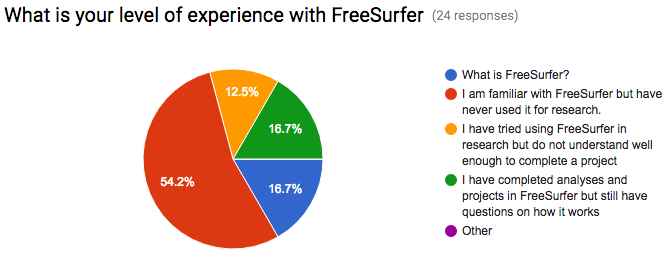 What is your level of experience with FreeSurfer (24 responses)
12.5%
16.7%
54.2%
16.7%
What is FreeSurfer?
I am familiar with FreeSurfer but have
never used it for research.
I have tried using FreeSurfer in
research but do not understand well
enough to complete a project
I have completed analyses and
projects in FreeSurfer but still have
questions on how it works
Other